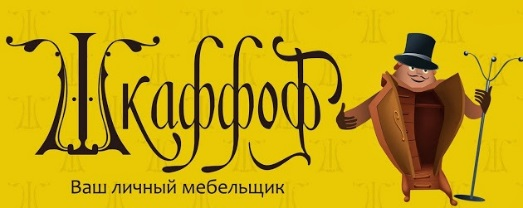 Шкаффоф
Ваш личный мебельщик